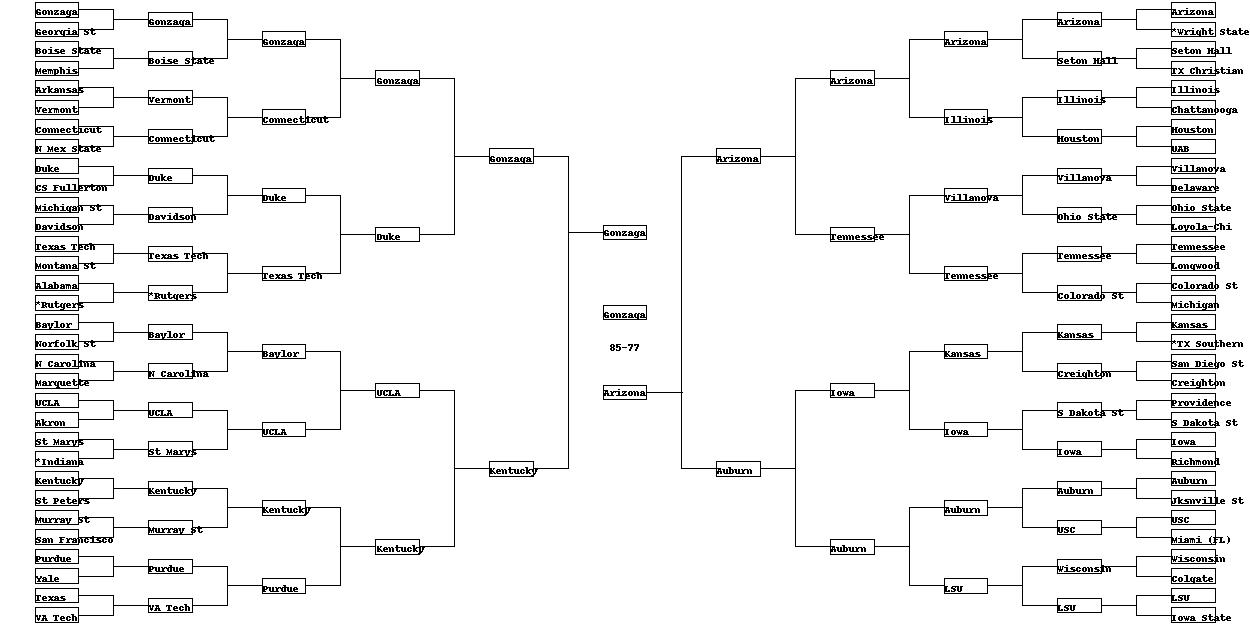 Gonzaga
Georgia St
Boise State
Memphis
Arkansas
Vermont
Connecticut
N Mex State
Duke
CS Fullerton
Michigan St
Davidson
Texas Tech
Montana St
Alabama
*Rutgers
Baylor
Norfolk St
N Carolina
Marquette
UCLA
Akron
St Marys
*Indiana
Kentucky
St Peters
Murray St
San Francisco
Purdue
Yale
Texas
VA Tech
Gonzaga
Boise State
Vermont
Connecticut
Duke
Davidson
Texas Tech
*Rutgers
Baylor
N Carolina
UCLA
St Marys
Kentucky
Murray St
Purdue
VA Tech
Gonzaga
Connecticut
Duke
Texas Tech
Baylor
UCLA
Kentucky
Purdue
Gonzaga
Duke
UCLA
Kentucky
Gonzaga
Kentucky
Gonzaga
Gonzaga
85-77
Arizona
Arizona
Auburn
Arizona
Tennessee
Iowa
Auburn
Arizona
Illinois
Villanova
Tennessee
Kansas
Iowa
Auburn
LSU
Arizona
Seton Hall
Illinois
Houston
Villanova
Ohio State
Tennessee
Colorado St
Kansas
Creighton
S Dakota St
Iowa
Auburn
USC
Wisconsin
LSU
Arizona
*Wright State
Seton Hall
TX Christian
Illinois
Chattanooga
Houston
UAB
Villanova
Delaware
Ohio State
Loyola-Chi
Tennessee
Longwood
Colorado St
Michigan
Kansas
*TX Southern
San Diego St
Creighton
Providence
S Dakota St
Iowa
Richmond
Auburn
Jksnville St
USC
Miami (FL)
Wisconsin
Colgate
LSU
Iowa State